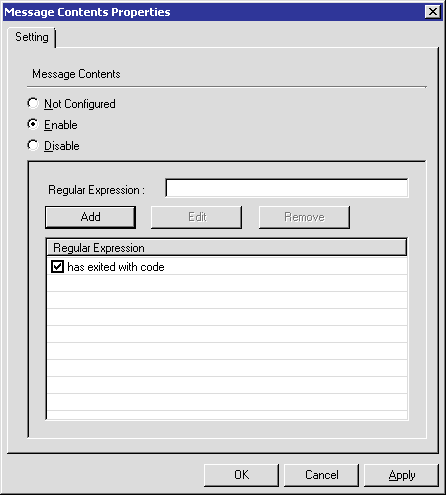 Message Contents Properties
Setting
Message Contents
Not Configured
Enable
Disable
Regular Expression :
Add Edit Remove
Regular Expression
has exited with code
OK Cancel Apply